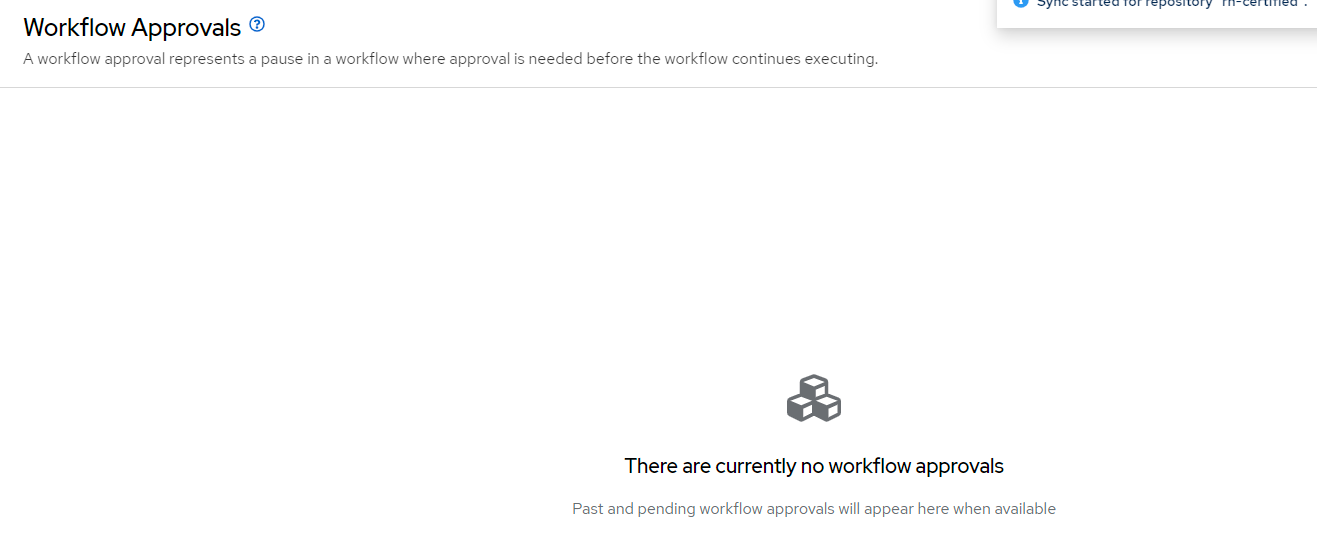 Sync started for repository "rh-certified".
Workflow Approvals
A workflow approval represents a pause in a workflow where approval is needed before the workflow continues executing.
There are currently no workflow approvals
Past and pending workflow approvals will appear here when available